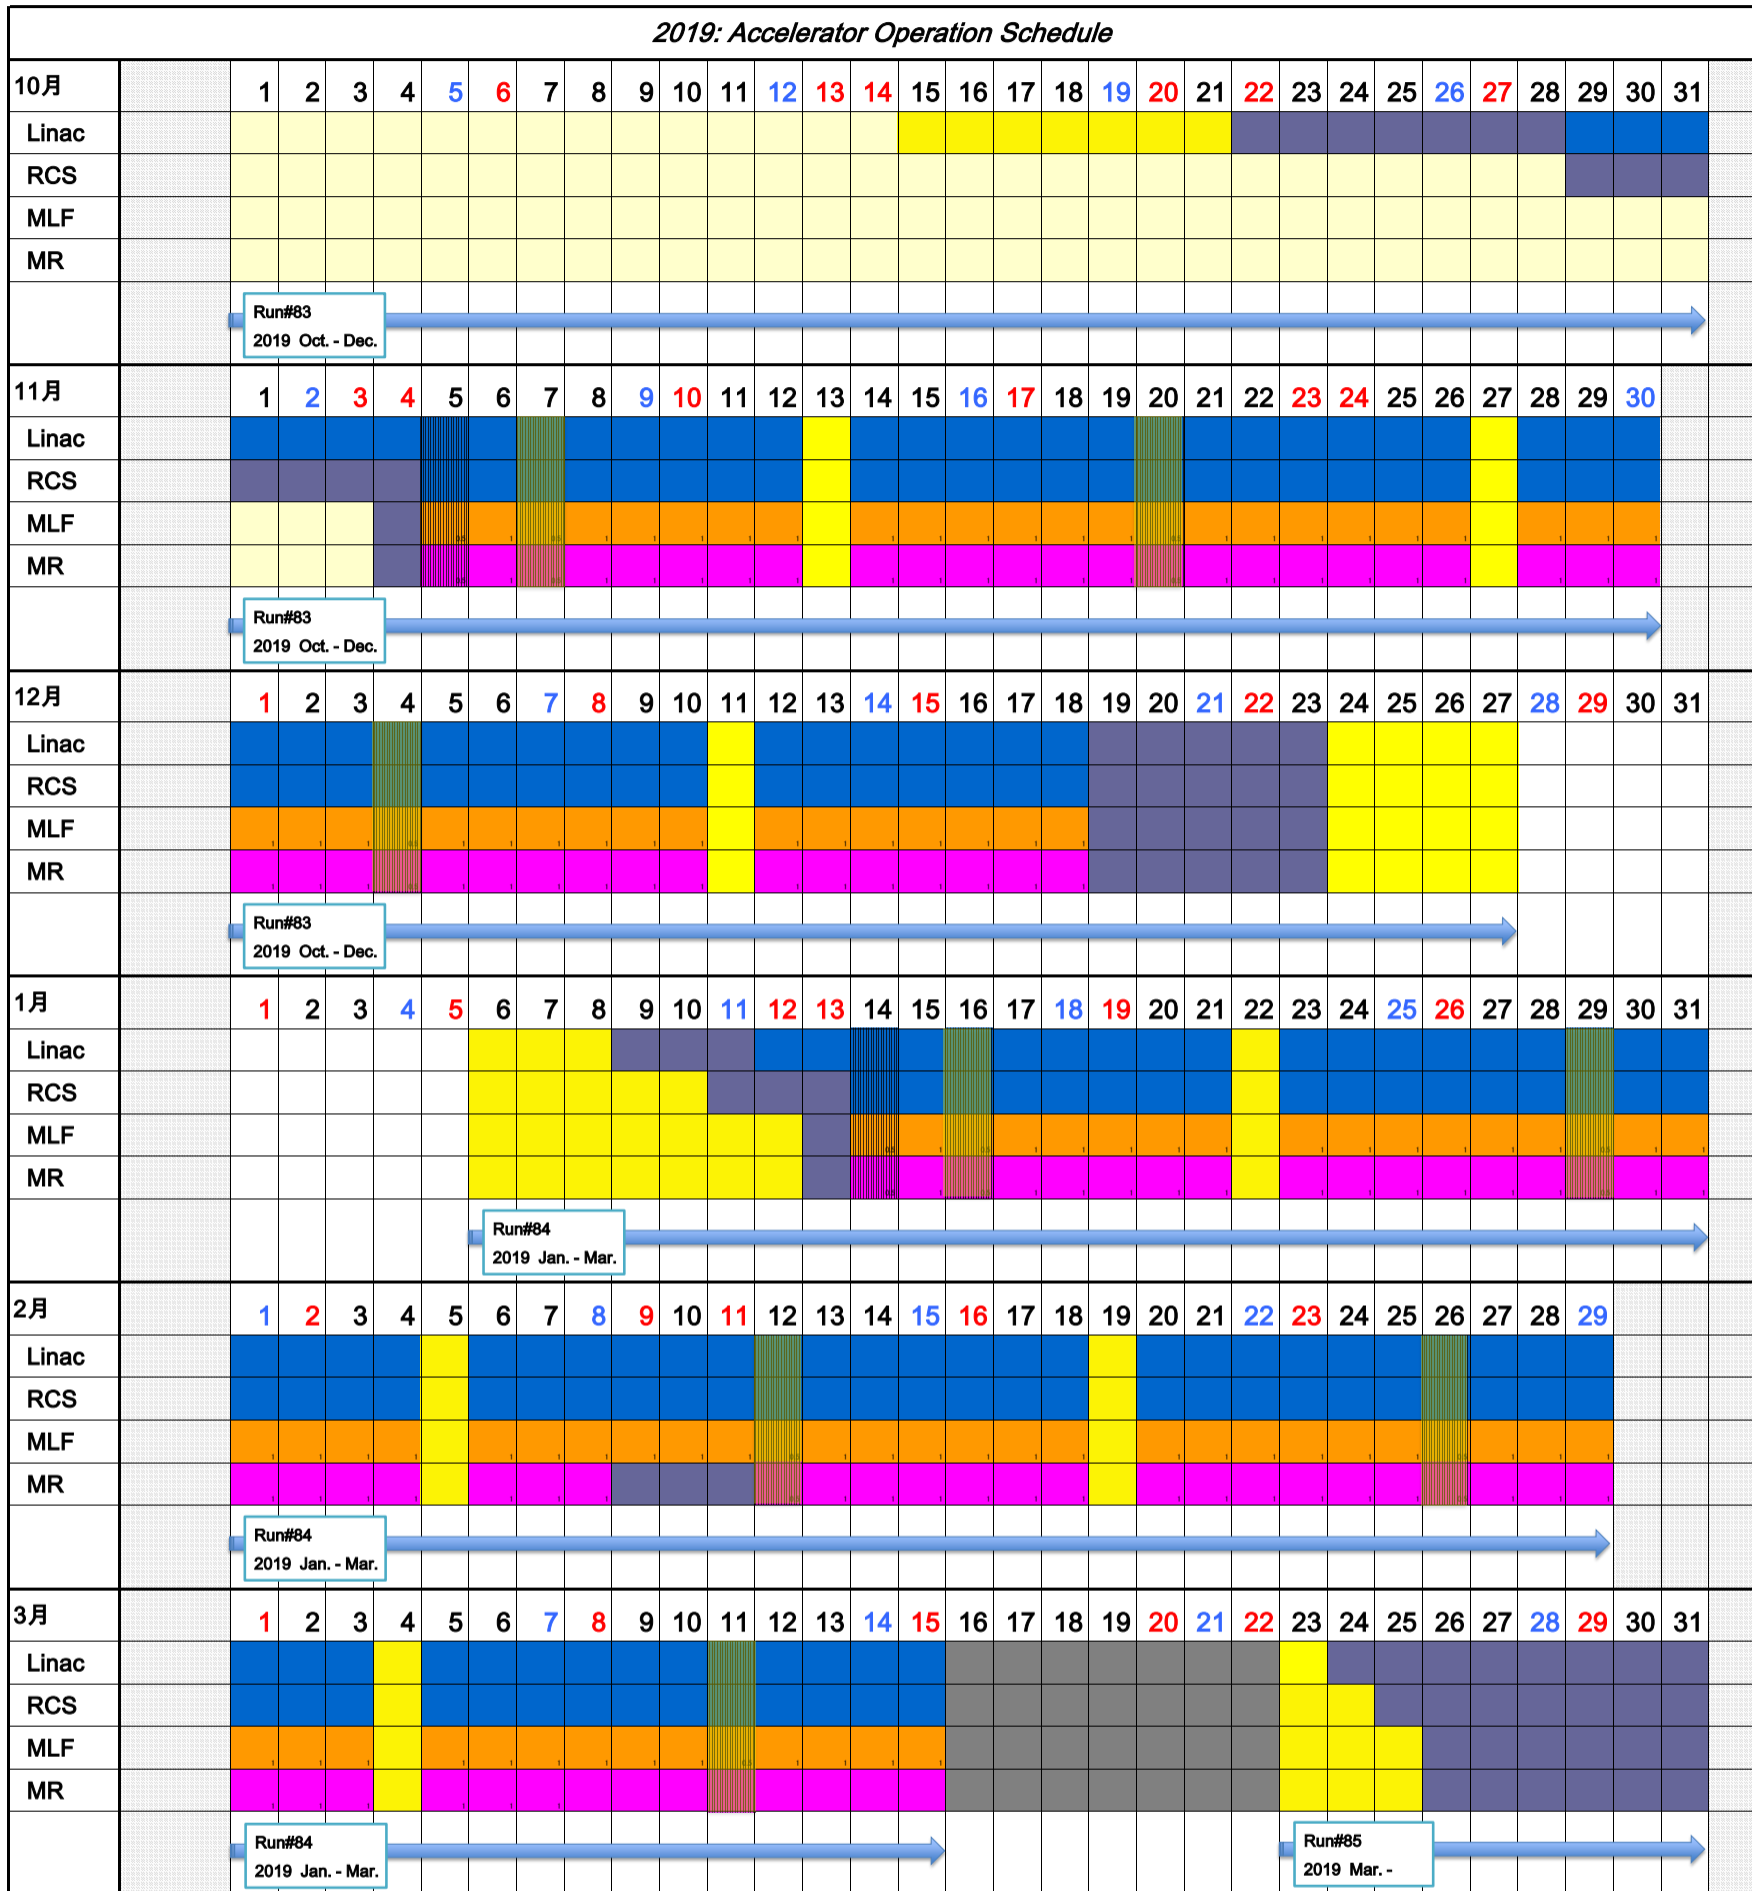 2019: Accelerator Operation Schedule
10月 1 2 3 4 5 6 7 8 9 10 11 12 13 14 15 16 17 18 19 20 21 22 23 24 25 26 27 28 29 30 31
Linac
RCS
MLF
MR
Run#83
2019 Oct. - Dec.
11月 1 2 3 4 5 6 7 8 9 10 11 12 13 14 15 16 17 18 19 20 21 22 23 24 25 26 27 28 29 30
Linac
RCS
MLF
MR
Run#83
2019 Oct. - Dec.
12月 1 2 3 4 5 6 7 8 9 10 11 12 13 14 15 16 17 18 19 20 21 22 23 24 25 26 27 28 29 30 31
Linac
RCS
MLF
MR
Run#83
2019 Oct. - Dec.
1月 1 2 3 4 5 6 7 8 9 10 11 12 13 14 15 16 17 18 19 20 21 22 23 24 25 26 27 28 29 30 31
Linac
RCS
MLF
MR
Run#84
2019 Jan. - Mar.
2月 1 2 3 4 5 6 7 8 9 10 11 12 13 14 15 16 17 18 19 20 21 22 23 24 25 26 27 28 29
Linac
RCS
MLF
MR
Run#84
2019 Jan. - Mar.
3月 1 2 3 4 5 6 7 8 9 10 11 12 13 14 15 16 17 18 19 20 21 22 23 24 25 26 27 28 29 30 31
Linac
RCS
MLF
MR
Run#84
2019 Jan. - Mar.
Run#85
2019 Mar. -